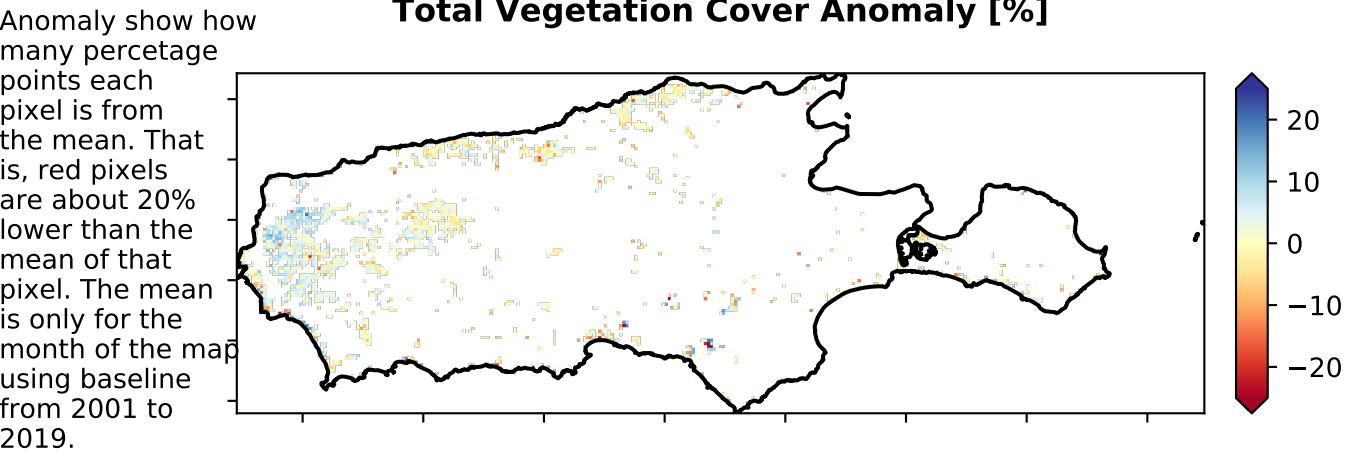 Total Vegetation Cover Anomaly [%]
Anomaly show how
many percetage
points each
pixel is from
the mean. That
is, red pixels
are about 20%
lower than the
mean of that
pixel. The mean
is only for the
month of the map
using baseline
from 2001 to
2019.
20
10
0
−10
−20